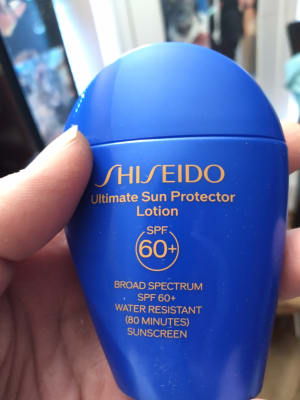 SHISEIDO
Ultimate Sun Protector
Lotion
SPF
60+
BROAD SPECTRUM
SPF 60+
WATER RESISTANT
(80 MINUTES)
SUNSCREEN